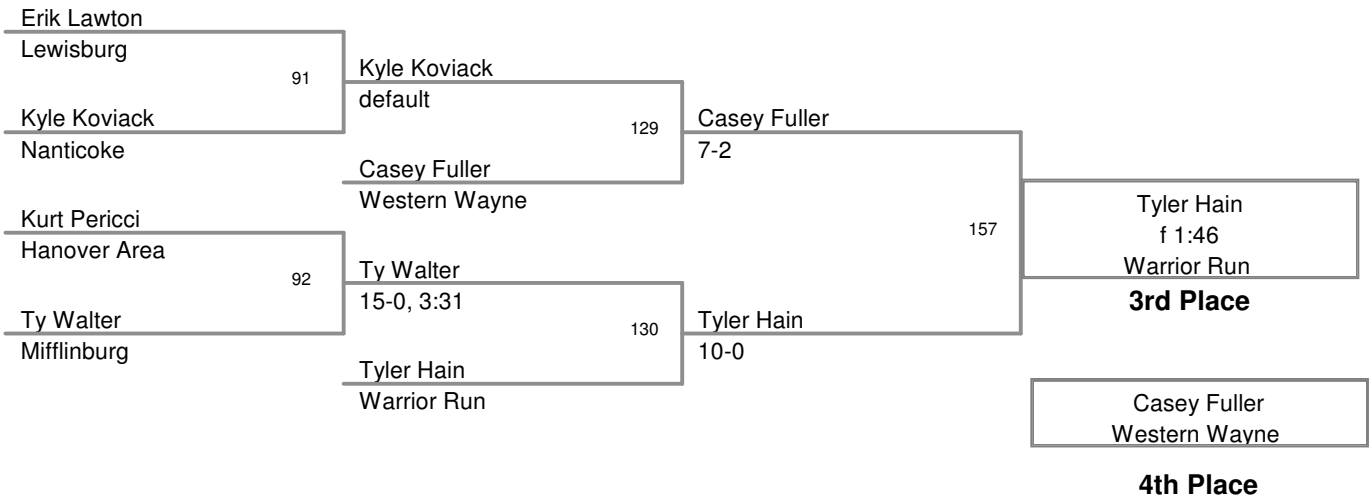 Erik Lawton
Lewisburg
91
Kyle Koviack
Nanticoke
Kyle Koviack
default
129
Casey Fuller
Western Wayne
Casey Fuller
7-2
Kurt Pericci
Hanover Area
92
Ty Walter
Mifflinburg
Ty Walter
15-0, 3:31
130
Tyler Hain
Warrior Run
Tyler Hain
10-0
157
Tyler Hain
f 1:46
Warrior Run
3rd Place
Casey Fuller
Western Wayne
4th Place